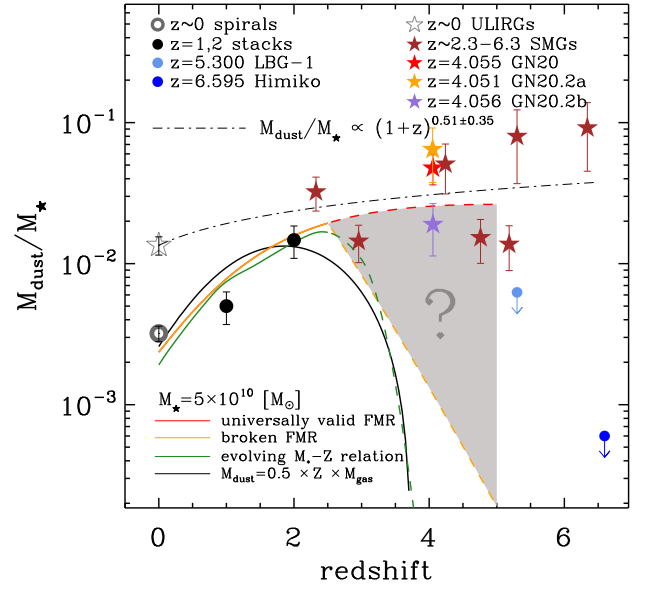 z~0 spirals
z=1,2 stacks
z=5.300 LBG-1
z=6.595 Himiko
z~0 ULIRGs
z~2.3-6.3 SMGs
z=4.055 GN20
z=4.051 GN20.2a
z=4.056 GN20.2b
M_dust/M_★ ∝ (1+z)^0.51±0.35
M_dust/M_★
10^-1
10^-2
10^-3
?
M_★=5×10^10 [M_⊙]
universally valid FMR
broken FMR
evolving M_*-Z relation
M_dust=0.5 × Z × M_gas
0 2 4 6
redshift